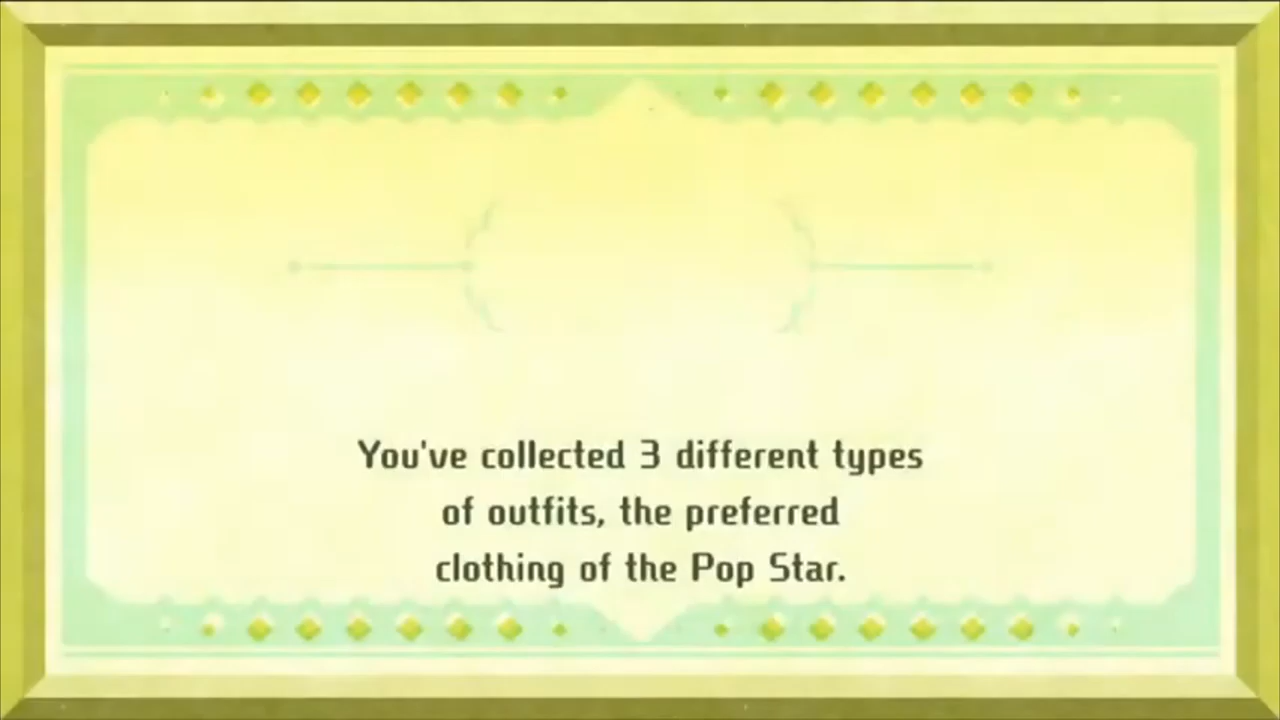 You've collected 3 different types
of outfits, the preferred
clothing of the Pop Star.